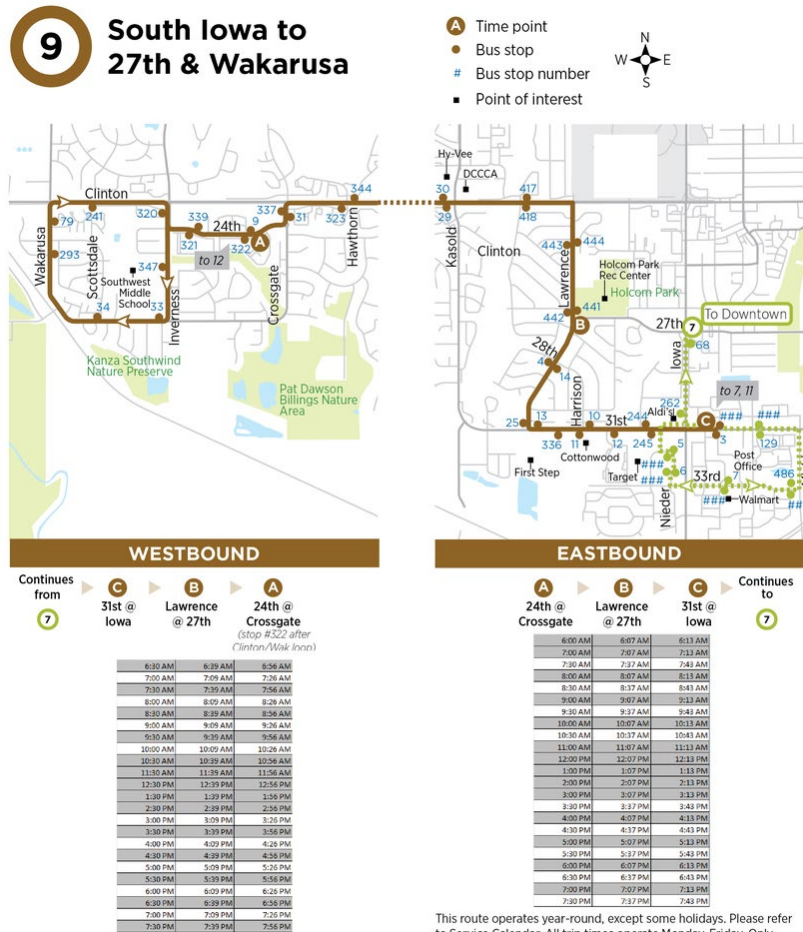 9
South Iowa to
27th & Wakarusa
A Time point
Bus stop
# Bus stop number
Point of interest
N
W E
S
Clinton
79
241
320
339
24th
9
337
31
344
323
Hawthorn
321
322
A
to 12
Wakarusa
293
Scottsdale
347
Southwest
Middle
School
34
33
Inverness
Crossgate
Kanza Southwind
Nature Preserve
Pat Dawson
Billings Nature
Area
Hy-Vee
DCCCA
30
29
417
418
Kasold
Clinton
443
444
Lawrence
Holcom Park
Rec Center
Holcom Park
441
442
B
27th
7
To Downtown
68
Iowa
28th
4
14
Harrison
to 7, 11
262
Aldi's
25
13
10
31st
244
C
###
###
336
11
12
245
3
129
5
Cottonwood
First Step
Target
###
6
Post
Office
33rd
7
486
###
Walmart
##
Nieder
WESTBOUND
Continues
from
7
C
31st @
Iowa
B
Lawrence
@ 27th
A
24th @
Crossgate
(stop #322 after
Clinton/Wak loop)
6:30 AM 6:39 AM 6:56 AM
7:00 AM 7:09 AM 7:26 AM
7:30 AM 7:39 AM 7:56 AM
8:00 AM 8:09 AM 8:26 AM
8:30 AM 8:39 AM 8:56 AM
9:00 AM 9:09 AM 9:26 AM
9:30 AM 9:39 AM 9:56 AM
10:00 AM 10:09 AM 10:26 AM
10:30 AM 10:39 AM 10:56 AM
11:30 AM 11:39 AM 11:56 AM
12:30 PM 12:39 PM 12:56 PM
1:30 PM 1:39 PM 1:56 PM
2:30 PM 2:39 PM 2:56 PM
3:00 PM 3:09 PM 3:26 PM
3:30 PM 3:39 PM 3:56 PM
4:00 PM 4:09 PM 4:26 PM
4:30 PM 4:39 PM 4:56 PM
5:00 PM 5:09 PM 5:26 PM
5:30 PM 5:39 PM 5:56 PM
6:00 PM 6:09 PM 6:26 PM
6:30 PM 6:39 PM 6:56 PM
7:00 PM 7:09 PM 7:26 PM
7:30 PM 7:39 PM 7:56 PM
EASTBOUND
A
24th @
Crossgate
B
Lawrence
@ 27th
C
31st @
Iowa
Continues
to
7
6:00 AM 6:07 AM 6:13 AM
7:00 AM 7:07 AM 7:13 AM
7:30 AM 7:37 AM 7:43 AM
8:00 AM 8:07 AM 8:13 AM
8:30 AM 8:37 AM 8:43 AM
9:00 AM 9:07 AM 9:13 AM
9:30 AM 9:37 AM 9:43 AM
10:00 AM 10:07 AM 10:13 AM
10:30 AM 10:37 AM 10:43 AM
11:00 AM 11:07 AM 11:13 AM
12:00 PM 12:07 PM 12:13 PM
1:00 PM 1:07 PM 1:13 PM
2:00 PM 2:07 PM 2:13 PM
3:00 PM 3:07 PM 3:13 PM
3:30 PM 3:37 PM 3:43 PM
4:00 PM 4:07 PM 4:13 PM
4:30 PM 4:37 PM 4:43 PM
5:00 PM 5:07 PM 5:13 PM
5:30 PM 5:37 PM 5:43 PM
6:00 PM 6:07 PM 6:13 PM
6:30 PM 6:37 PM 6:43 PM
7:00 PM 7:07 PM 7:13 PM
7:30 PM 7:37 PM 7:43 PM
This route operates year-round, except some holidays. Please refer
to Service Calendar. All trip times operate Monday-Friday. Only